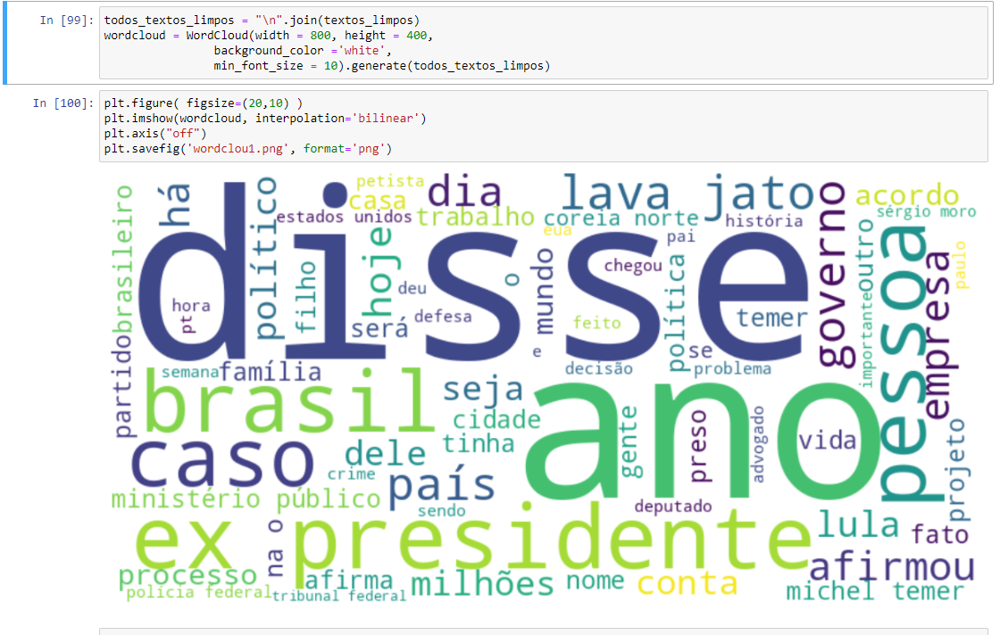 In [99]: todos_textos_limpos = "\n".join(textos_limpos)
wordcloud = WordCloud(width = 800, height = 400,
background_color ='white',
min_font_size = 10).generate(todos_textos_limpos)
In [100]: plt.figure( figsize=(20,10) )
plt.imshow(wordcloud, interpolation='bilinear')
plt.axis("off")
plt.savefig('wordclou1.png', format='png')
brasileiro
há
político
petista
casa
dia
lava jato
governo
acordo
sérgio moro
estados unidos
trabalho
coreia norte
história
eua
pai
outro
pessoa
disse
hoje
filho
mundo
chegou
política
empresa
paulo
o
deu
hora
pt
será
defesa
feito
temer
importante
partido
e
se
semana
família
decisão
problema
brasil
seja
ano
cidade
gente
preso
advogado
vida
projeto
caso
dele
tinha
crime
país
ministério público
sendo
deputado
ex presidente
lula
fato
na o
processo
afirma
milhões
nome
conta
afirmou
polícia federal
tribunal federal
michel temer